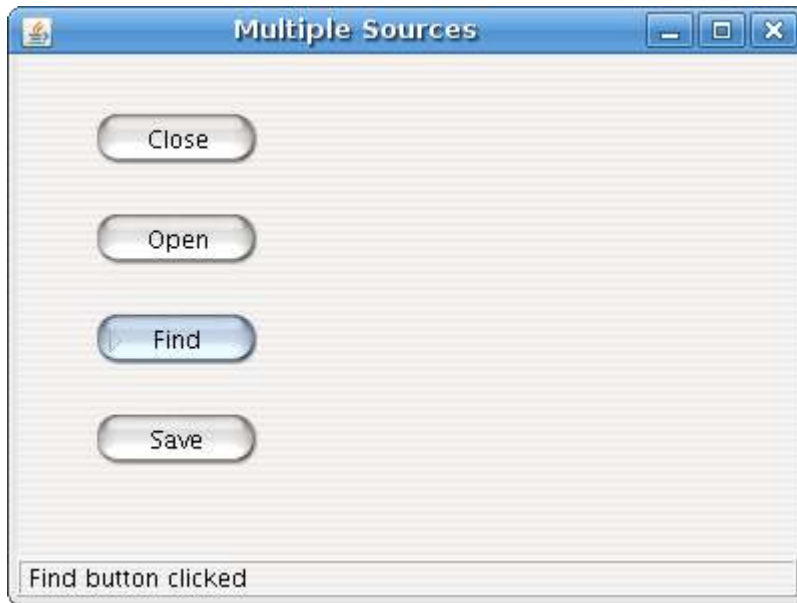 Multiple Sources
Close
Open
Find
Save
Find button clicked